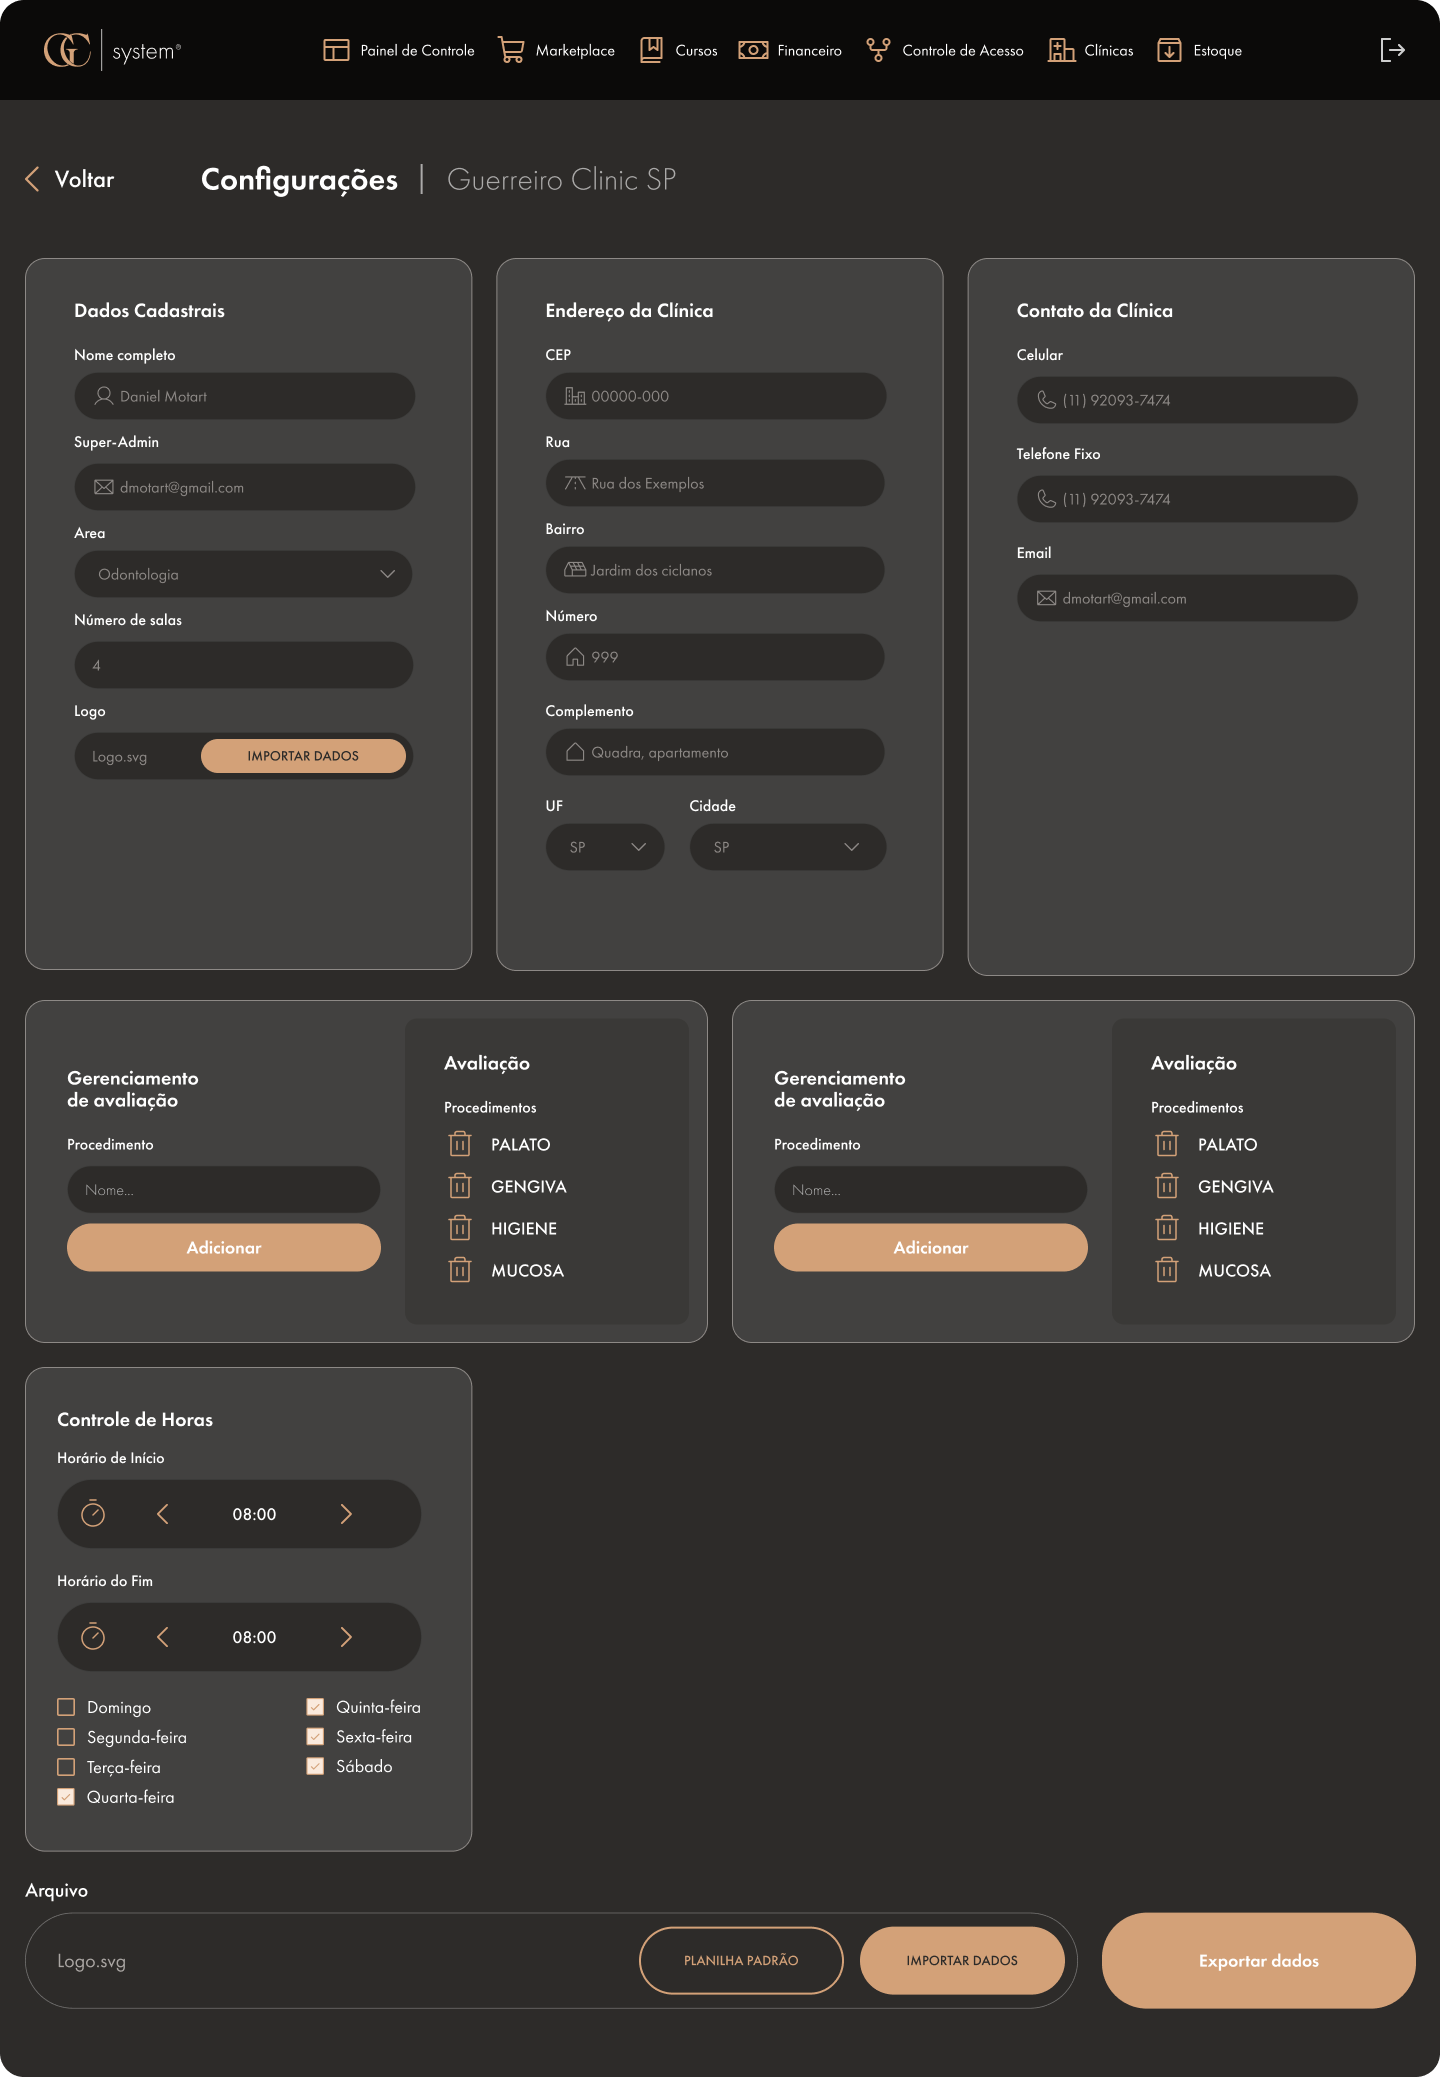 GC system®
Painel de Controle
Marketplace
Cursos
Financeiro
Controle de Acesso
Clínicas
Estoque
Voltar
Configurações | Guerreiro Clinic SP
Dados Cadastrais
Nome completo
Daniel Motart
Super-Admin
dmotart@gmail.com
Area
Odontologia
Número de salas
4
Logo
Logo.svg
IMPORTAR DADOS
Endereço da Clínica
CEP
00000-000
Rua
Rua dos Exemplos
Bairro
Jardim dos ciclanos
Número
999
Complemento
Quadra, apartamento
UF
SP
Cidade
SP
Contato da Clínica
Celular
(11) 92093-7474
Telefone Fixo
(11) 92093-7474
Email
dmotart@gmail.com
Gerenciamento
de avaliação
Procedimento
Nome...
Adicionar
Avaliação
Procedimentos
PALATO
GENGIVA
HIGIENE
MUCOSA
Gerenciamento
de avaliação
Procedimento
Nome...
Adicionar
Avaliação
Procedimentos
PALATO
GENGIVA
HIGIENE
MUCOSA
Controle de Horas
Horário de Início
08:00
Horário do Fim
08:00
Domingo
Segunda-feira
Terça-feira
Quarta-feira
Quinta-feira
Sexta-feira
Sábado
Arquivo
Logo.svg
PLANILHA PADRÃO
IMPORTAR DADOS
Exportar dados